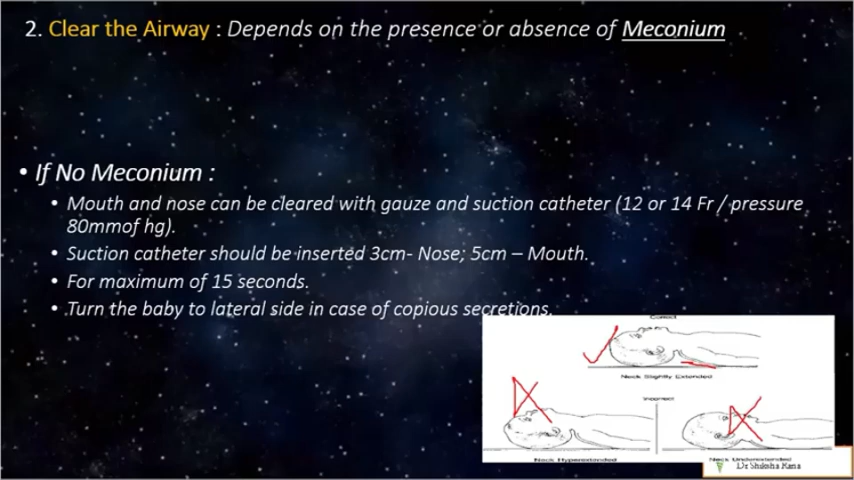 2. Clear the Airway : Depends on the presence or absence of Meconium
• If No Meconium :
• Mouth and nose can be cleared with gauze and suction catheter (12 or 14 Fr / pressure
80mmof hg).
• Suction catheter should be inserted 3cm- Nose; 5cm – Mouth.
• For maximum of 15 seconds.
• Turn the baby to lateral side in case of copious secretions.
Correct
Neck Slightly Extended
Incorrect
Neck Hyperextended
Neck Underextended
Dr Shiksha Rana